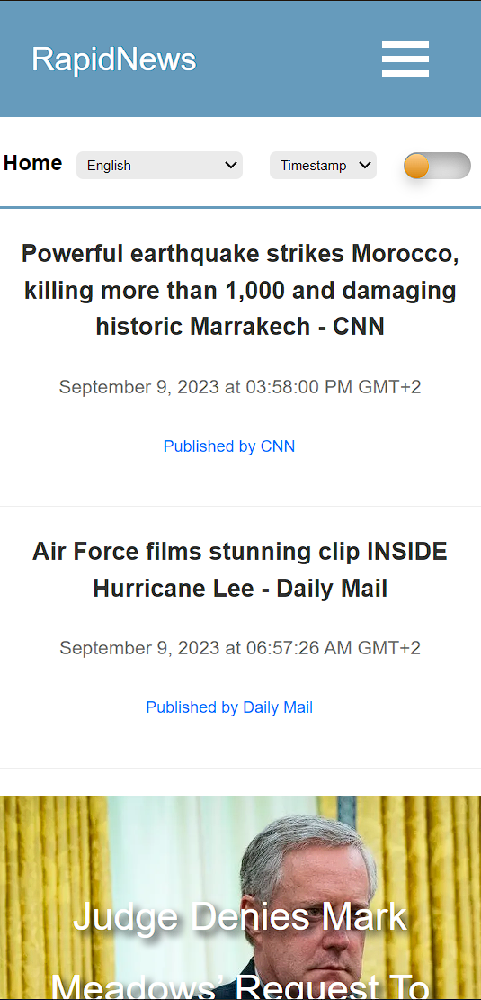 RapidNews
Home
English
Timestamp
Powerful earthquake strikes Morocco,
killing more than 1,000 and damaging
historic Marrakech - CNN
September 9, 2023 at 03:58:00 PM GMT+2
Published by CNN
Air Force films stunning clip INSIDE
Hurricane Lee - Daily Mail
September 9, 2023 at 06:57:26 AM GMT+2
Published by Daily Mail
Judge Denies Mark
Meadows’ Request To